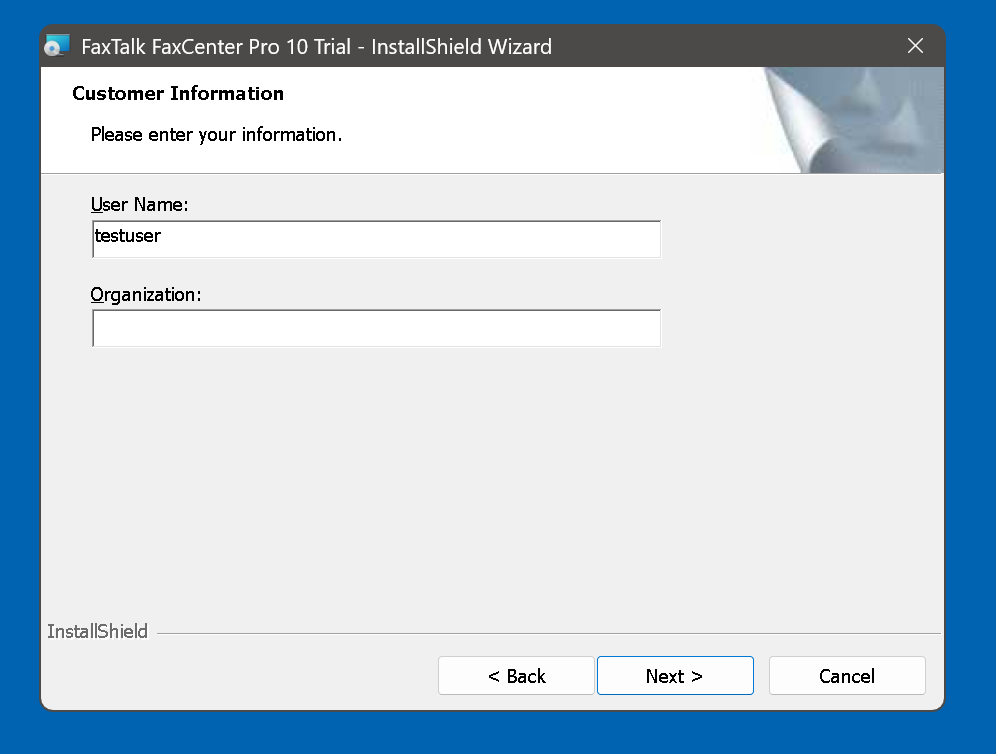 FaxTalk FaxCenter Pro 10 Trial - InstallShield Wizard
Customer Information
Please enter your information.
User Name:
testuser
Organization:
InstallShield
< Back
Next >
Cancel